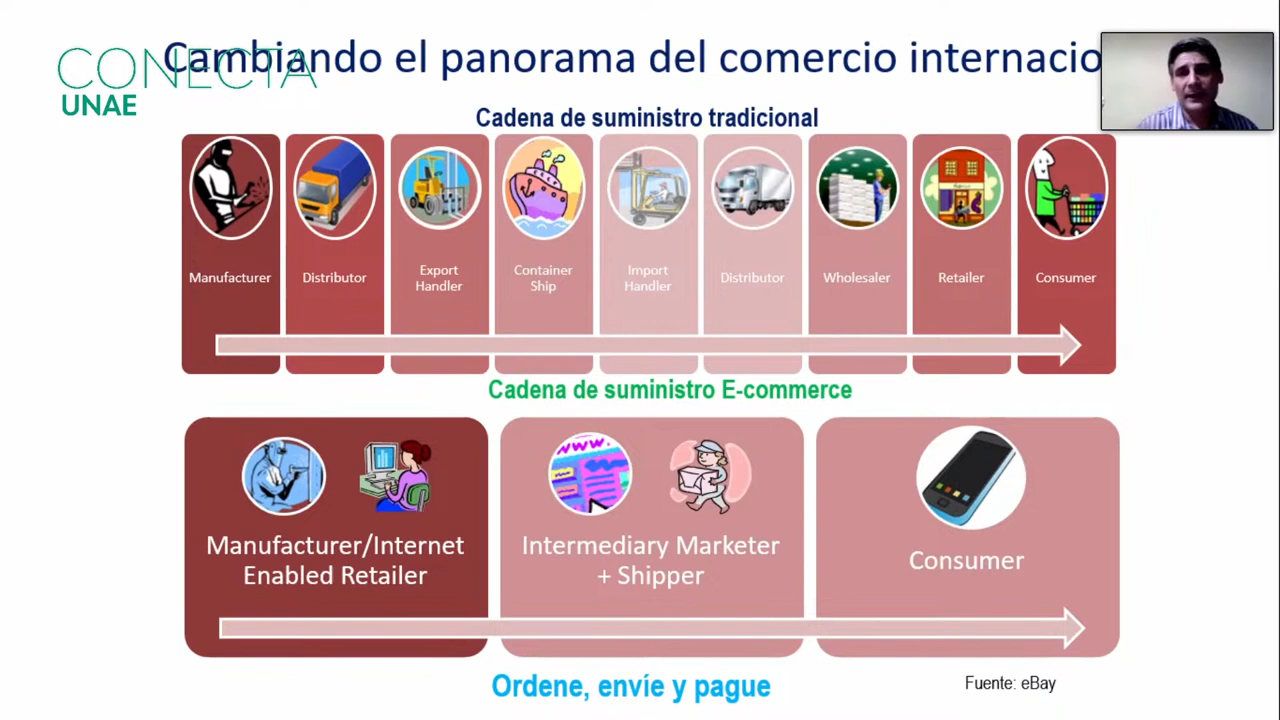 CONECTA
UNAE
Cambiando el panorama del comercio internacio
Cadena de suministro tradicional
Manufacturer
Distributor
Export
Handler
Container
Ship
Import
Handler
Distributor
Wholesaler
Retailer
Consumer
Cadena de suministro E-commerce
www.
Manufacturer/Internet
Enabled Retailer
Intermediary Marketer
+ Shipper
Consumer
Ordene, envíe y pague
Fuente: eBay